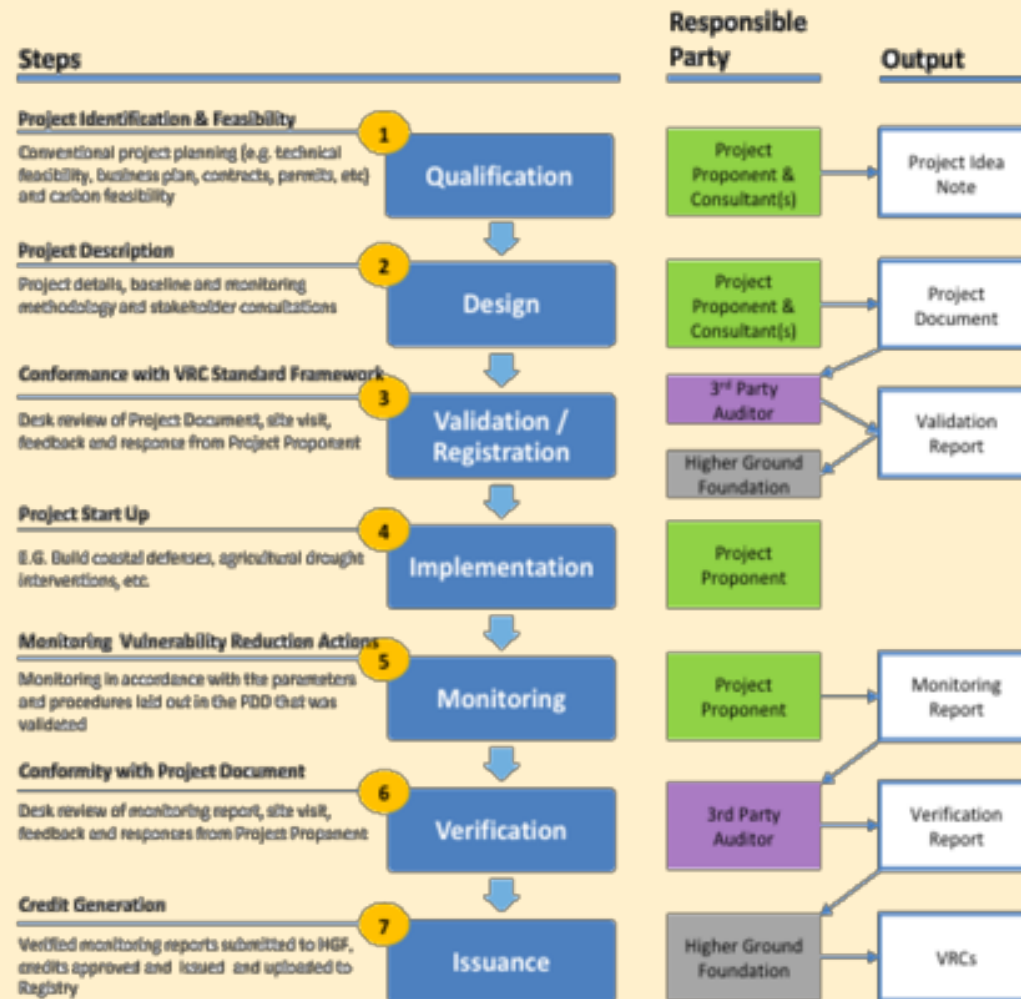 Steps
Responsible
Party
Output
Project Identification & Feasibility
Conventional project planning (e.g. technical
feasibility, business plan, contracts, permits, etc)
and carbon feasibility
1
Qualification
Project
Proponent &
Consultant(s)
Project Idea
Note
Project Description
Project details, baseline and monitoring
methodology and stakeholder consultations
2
Design
Project
Proponent &
Consultant(s)
Project
Document
Conformance with VRC Standard Framework
Desk review of Project Document, site visit,
feedback and response from Project Proponent
3
Validation /
Registration
3rd Party
Auditor
Higher Ground
Foundation
Validation
Report
Project Start Up
E.G. Build coastal defenses, agricultural drought
interventions, etc.
4
Implementation
Project
Proponent
Monitoring Vulnerability Reduction Actions
Monitoring in accordance with the parameters
and procedures laid out in the PDD that was
validated
5
Monitoring
Project
Proponent
Monitoring
Report
Conformity with Project Document
Desk review of monitoring report, site visit,
feedback and responses from Project Proponent
6
Verification
3rd Party
Auditor
Verification
Report
Credit Generation
Verified monitoring reports submitted to HGF,
credits approved and issued and uploaded to
Registry
7
Issuance
Higher Ground
Foundation
VRCs